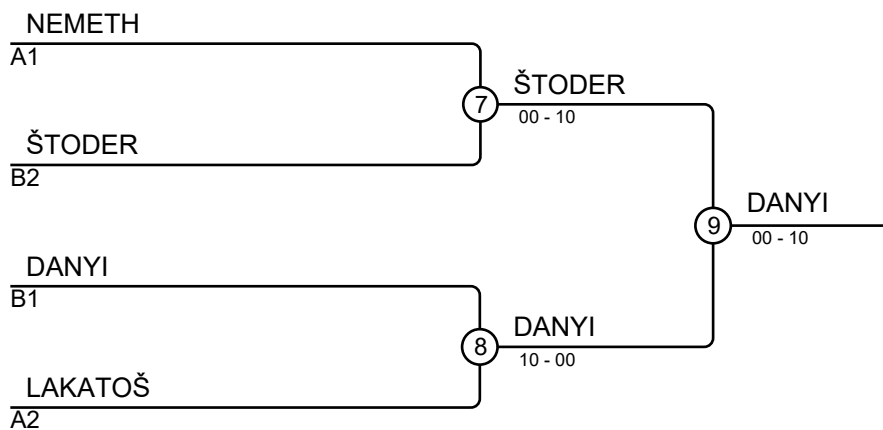 NEMETH
A1
7
ŠTODER
00 - 10
ŠTODER
B2
9
DANYI
00 - 10
DANYI
B1
8
DANYI
10 - 00
LAKATOŠ
A2